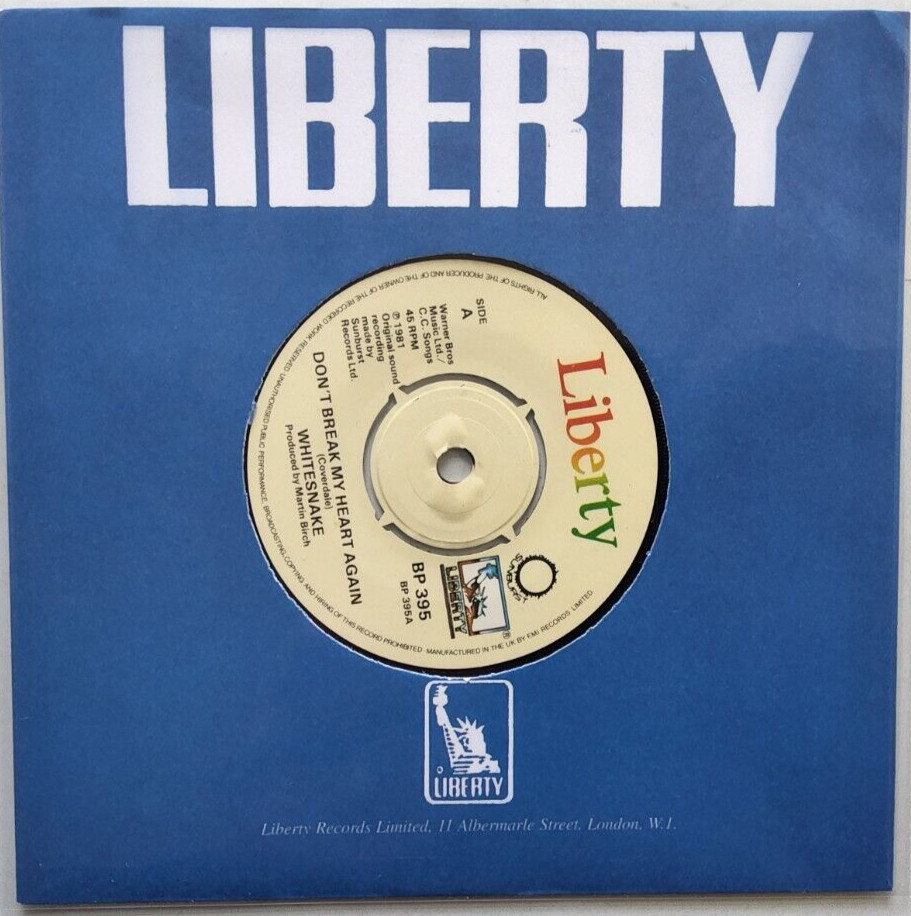 LIBERTY
Liberty
SIDE
A
Warner Bros
Music Ltd./
C.C. Songs
45 RPM
℗ 1981
Original sound
recording
made by
Sunburst
Records Ltd.
SUNBURST
LIBERTY
®
BP 395
BP 395A
DON'T BREAK MY HEART AGAIN
(Coverdale)
WHITESNAKE
Produced by Martin Birch
ALL RIGHTS OF THE PRODUCER AND OF THE OWNER OF THE RECORDED WORK RESERVED. UNAUTHORISED PUBLIC PERFORMANCE, BROADCASTING, COPYING AND HIRING OF THIS RECORD PROHIBITED · MANUFACTURED IN THE UK BY EMI RECORDS LIMITED.
©
LIBERTY
Liberty Records Limited, 11 Albermarle Street, London, W.1.